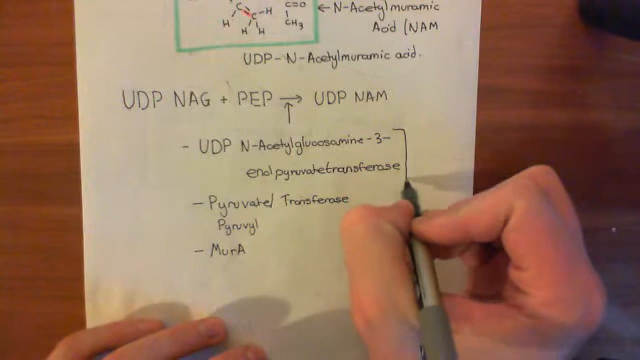 C
C - H
H
H H
C=O
CH3
← N-Acetylmuramic
Acid (NAM
UDP-N-Acetylmuramic acid.
UDP NAG + PEP → UDP NAM
- UDP N-Acetylglucosamine-3-
enolpyruvatetransferase
- Pyruvate/ Transferase
Pyruvyl
- MurA